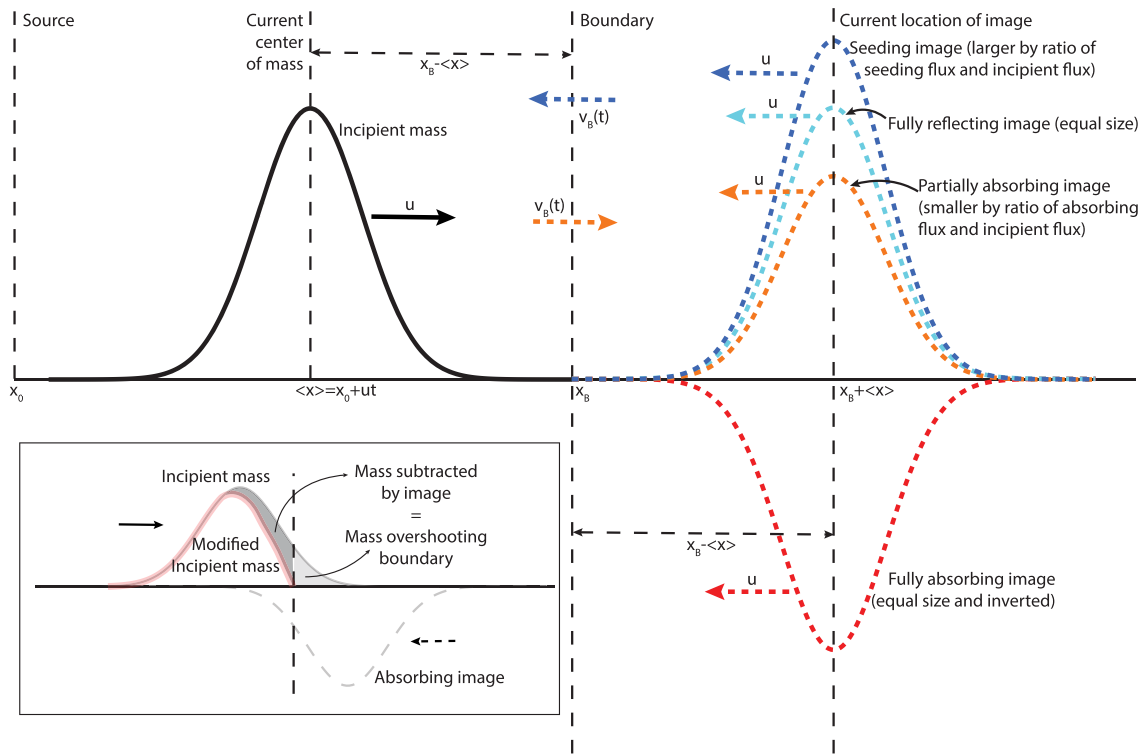 Source
Current
center
of mass
Boundary
Current location of image
Seeding image (larger by ratio of
seeding flux and incipient flux)
x_B-<x>
u
v_B(t)
u
Incipient mass
Fully reflecting image (equal size)
u
Partially absorbing image
(smaller by ratio of absorbing
flux and incipient flux)
u
v_B(t)
x_0
<x>=x_0+ut
x_B
x_B+<x>
Incipient mass
Mass subtracted
by image
=
Mass overshooting
boundary
Modified
Incipient mass
Absorbing image
x_B-<x>
u
Fully absorbing image
(equal size and inverted)